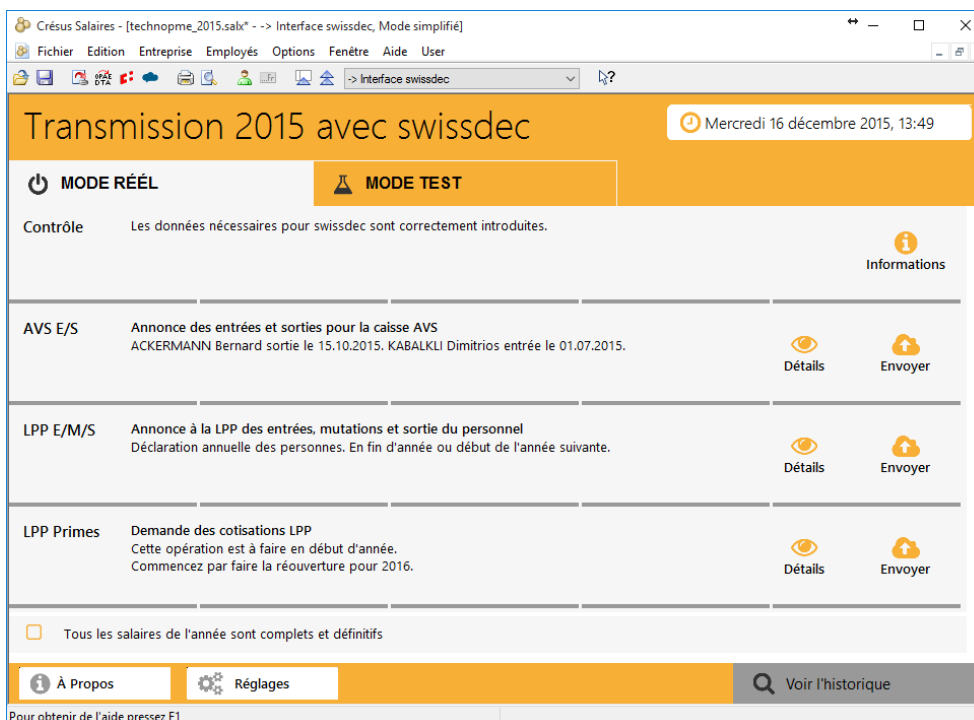 Crésus Salaires - [technopme_2015.salx* - -> Interface swissdec, Mode simplifié]
Fichier Edition Entreprise Employés Options Fenêtre Aide User
OPAE
DTA
-> Interface swissdec
Transmission 2015 avec swissdec
Mercredi 16 décembre 2015, 13:49
MODE RÉÉL
MODE TEST
Contrôle
Les données nécessaires pour swissdec sont correctement introduites.
Informations
AVS E/S
Annonce des entrées et sorties pour la caisse AVS
ACKERMANN Bernard sortie le 15.10.2015. KABALKLI Dimitrios entrée le 01.07.2015.
Détails
Envoyer
LPP E/M/S
Annonce à la LPP des entrées, mutations et sortie du personnel
Déclaration annuelle des personnes. En fin d'année ou début de l'année suivante.
Détails
Envoyer
LPP Primes
Demande des cotisations LPP
Cette opération est à faire en début d'année.
Commencez par faire la réouverture pour 2016.
Détails
Envoyer
Tous les salaires de l'année sont complets et définitifs
À Propos
Réglages
Voir l'historique
Pour obtenir de l'aide pressez F1